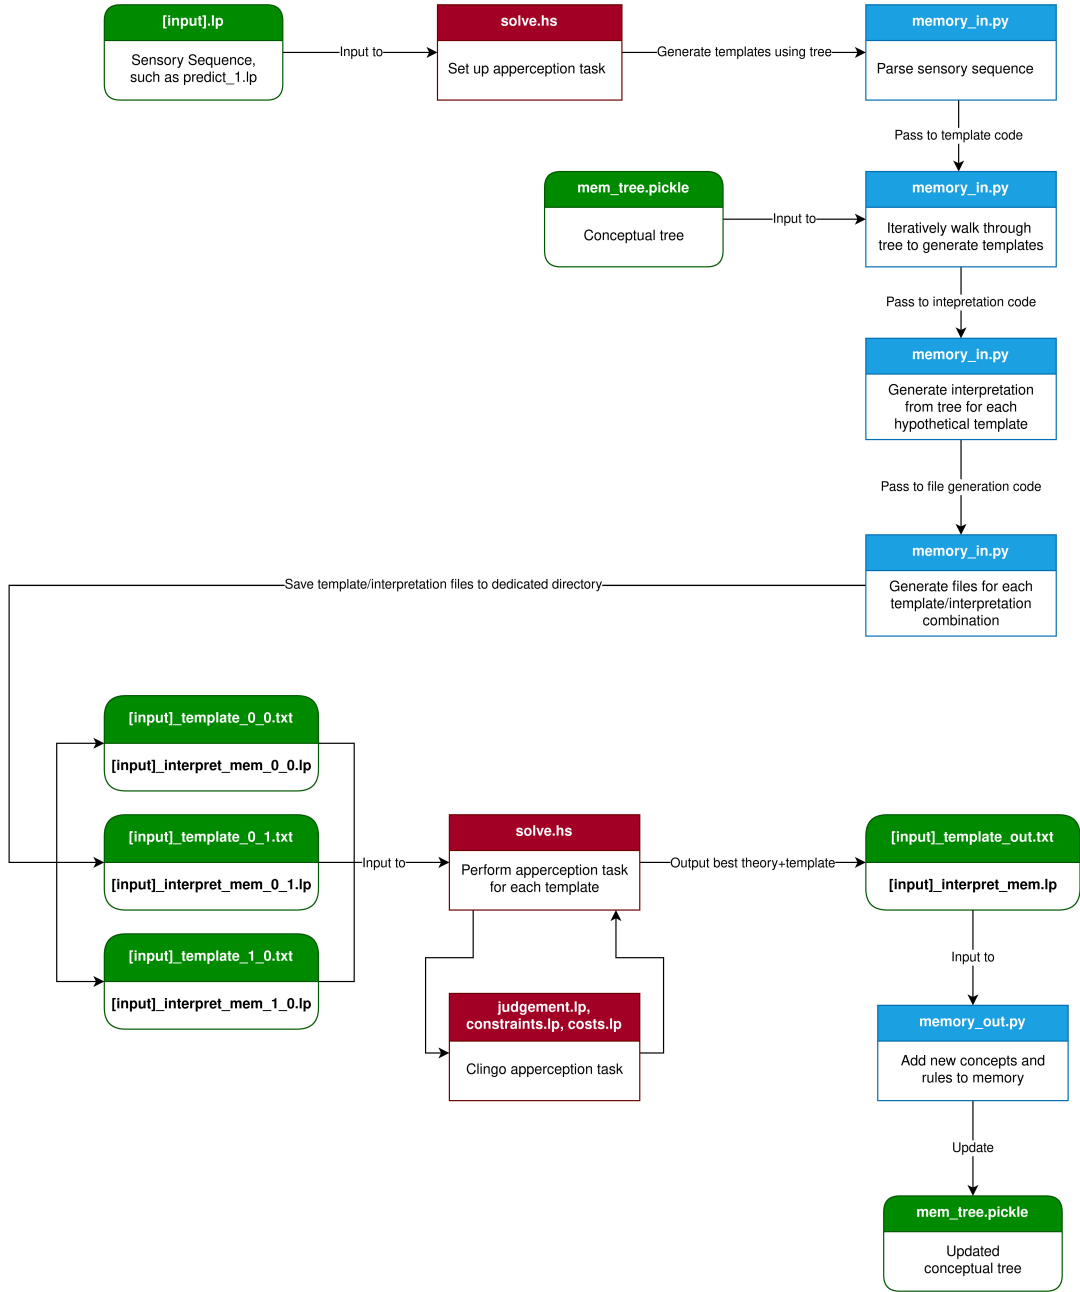 [input].lp
Sensory Sequence,
such as predict_1.lp
Input to
solve.hs
Set up apperception task
Generate templates using tree
memory_in.py
Parse sensory sequence
Pass to template code
mem_tree.pickle
Conceptual tree
Input to
memory_in.py
Iteratively walk through
tree to generate templates
Pass to intepretation code
memory_in.py
Generate interpretation
from tree for each
hypothetical template
Pass to file generation code
memory_in.py
Generate files for each
template/interpretation
combination
Save template/interpretation files to dedicated directory
[input]_template_0_0.txt
[input]_interpret_mem_0_0.lp
[input]_template_0_1.txt
[input]_interpret_mem_0_1.lp
[input]_template_1_0.txt
[input]_interpret_mem_1_0.lp
Input to
solve.hs
Perform apperception task
for each template
judgement.lp,
constraints.lp, costs.lp
Clingo apperception task
Output best theory+template
[input]_template_out.txt
[input]_interpret_mem.lp
Input to
memory_out.py
Add new concepts and
rules to memory
Update
mem_tree.pickle
Updated
conceptual tree